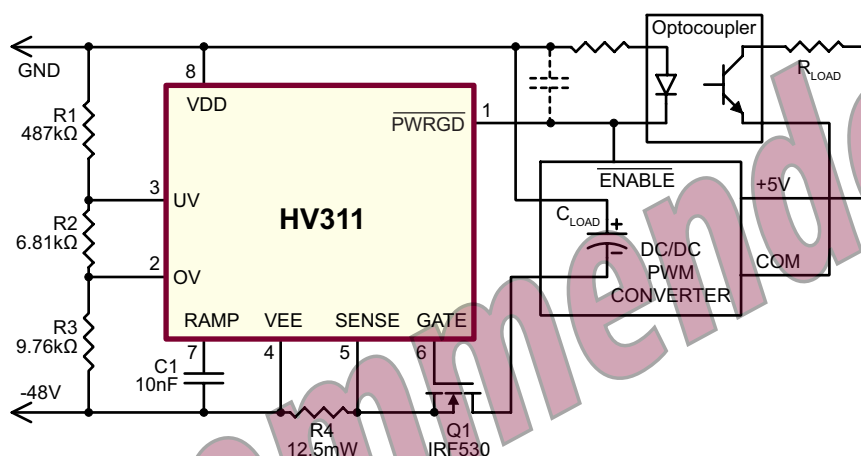 Optocoupler
GND
8
VDD
R1
487kΩ
PWRGD
1
RLOAD
ENABLE
+5V
3
UV
HV311
CLOAD
+
R2
6.81kΩ
2
OV
-
DC/DC
PWM
CONVERTER
COM
R3
9.76kΩ
RAMP
VEE
SENSE
GATE
7
4
5
6
C1
10nF
-48V
R4
12.5mW
Q1
IRF530